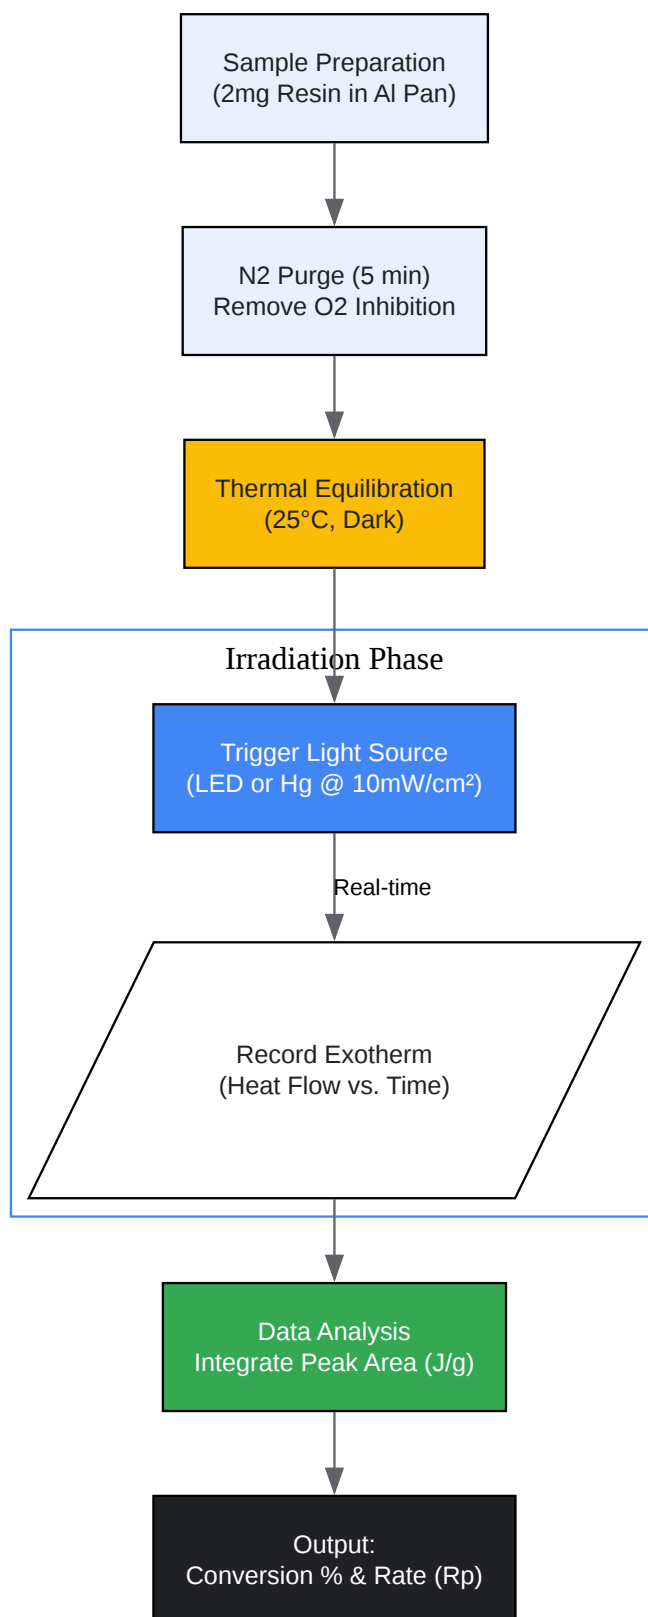 Sample Preparation
(2mg Resin in Al Pan)
N2 Purge (5 min)
Remove O2 Inhibition
Thermal Equilibration
(25°C, Dark)
Irradiation Phase
Trigger Light Source
(LED or Hg @ 10mW/cm²)
Real-time
Record Exotherm
(Heat Flow vs. Time)
Data Analysis
Integrate Peak Area (J/g)
Output:
Conversion % & Rate (Rp)